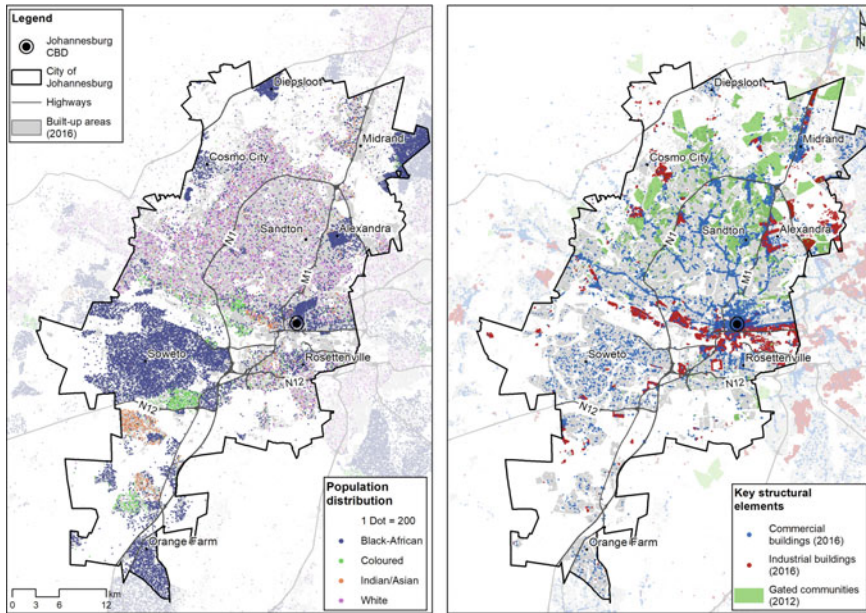 Legend
Johannesburg
CBD
City of
Johannesburg
Highways
Built-up areas
(2016)
Diepsloot
Midrand
Cosmo City
N1
Sandton
Alexandra
M1
Soweto
Rosettenville
N12
N12
Orange Farm
km
0 3 6 12
Population
distribution
1 Dot = 200
Black-African
Coloured
Indian/Asian
White
N
Diepsloot
Midrand
Cosmo City
N1
Sandton
Alexandra
M1
Soweto
Rosettenville
N12
N12
Orange Farm
Key structural
elements
Commercial
buildings (2016)
Industrial buildings
(2016)
Gated communities
(2012)